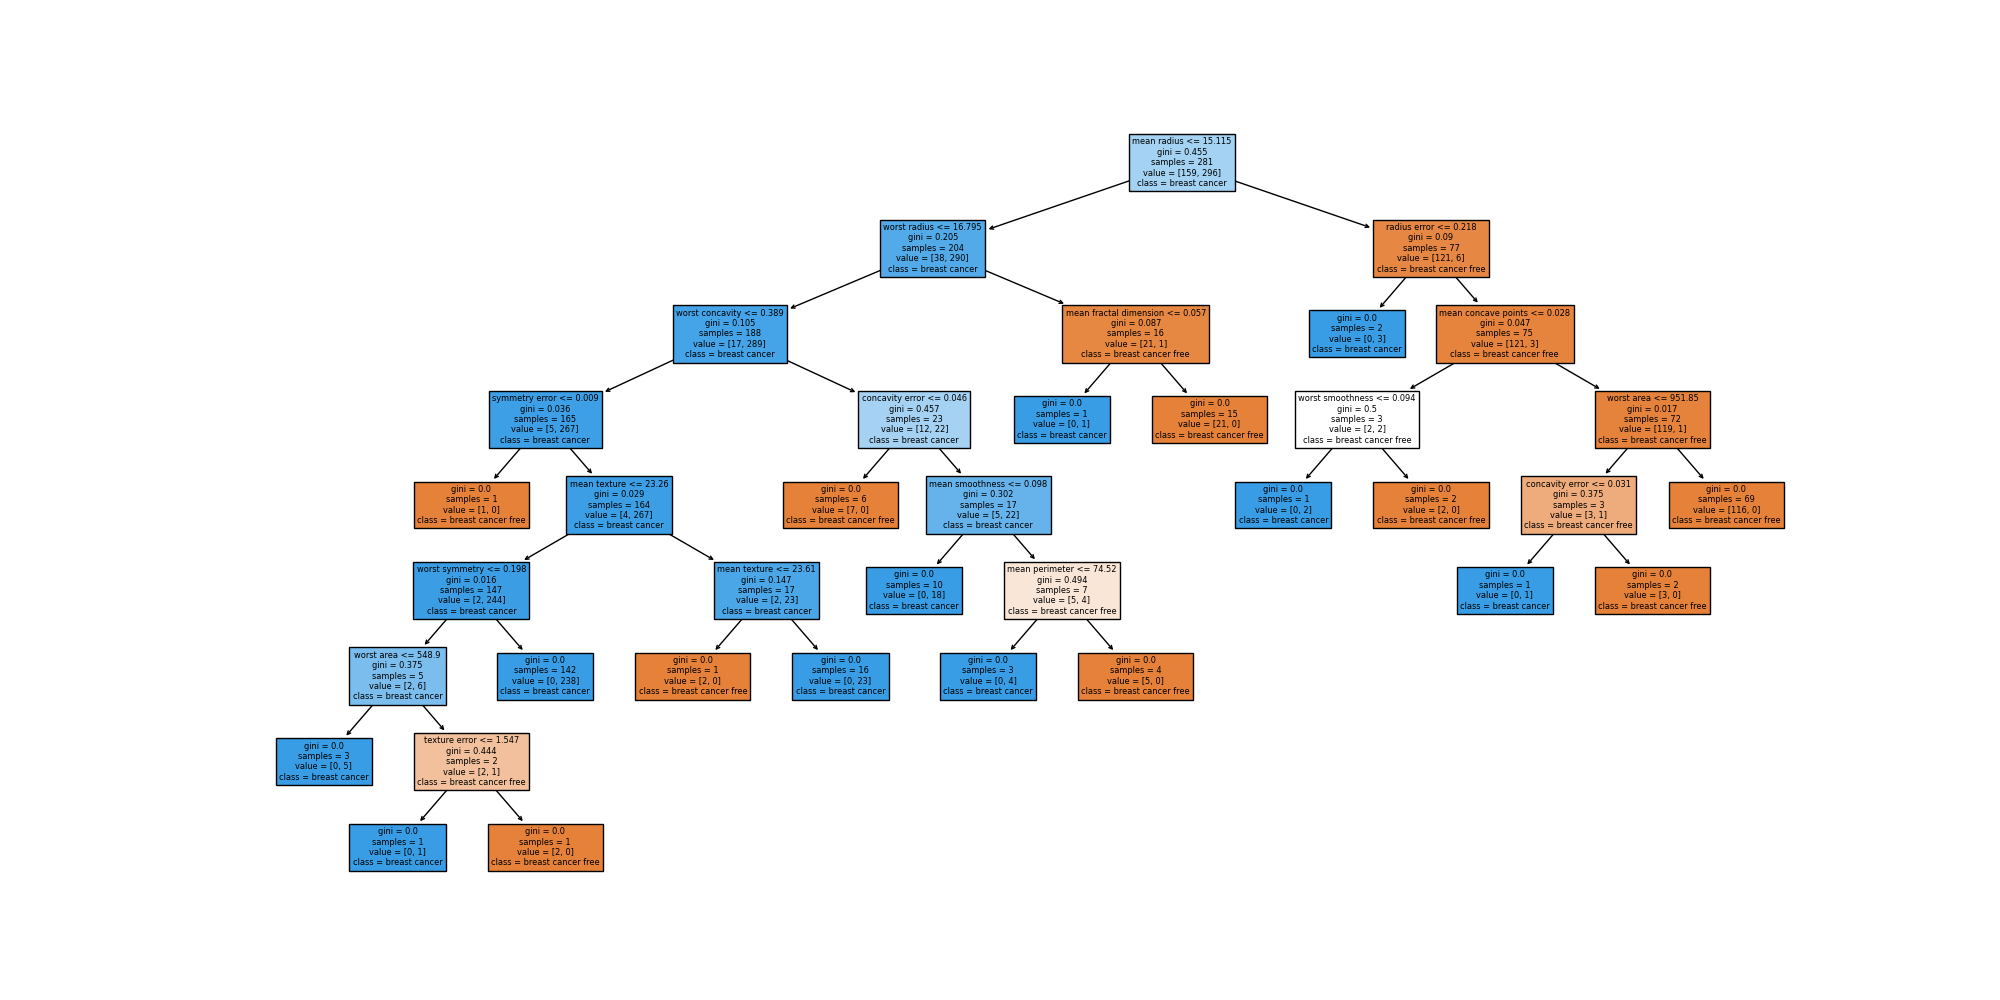 mean radius <= 15.115
gini = 0.455
samples = 281
value = [159, 296]
class = breast cancer
worst radius <= 16.795
gini = 0.205
samples = 204
value = [38, 290]
class = breast cancer
radius error <= 0.218
gini = 0.09
samples = 77
value = [121, 6]
class = breast cancer free
worst concavity <= 0.389
gini = 0.105
samples = 188
value = [17, 289]
class = breast cancer
mean fractal dimension <= 0.057
gini = 0.087
samples = 16
value = [21, 1]
class = breast cancer free
gini = 0.0
samples = 2
value = [0, 3]
class = breast cancer
mean concave points <= 0.028
gini = 0.047
samples = 75
value = [121, 3]
class = breast cancer free
symmetry error <= 0.009
gini = 0.036
samples = 165
value = [5, 267]
class = breast cancer
concavity error <= 0.046
gini = 0.457
samples = 23
value = [12, 22]
class = breast cancer
gini = 0.0
samples = 1
value = [0, 1]
class = breast cancer
gini = 0.0
samples = 15
value = [21, 0]
class = breast cancer free
worst smoothness <= 0.094
gini = 0.5
samples = 3
value = [2, 2]
class = breast cancer free
worst area <= 951.85
gini = 0.017
samples = 72
value = [119, 1]
class = breast cancer free
gini = 0.0
samples = 1
value = [1, 0]
class = breast cancer free
mean texture <= 23.26
gini = 0.029
samples = 164
value = [4, 267]
class = breast cancer
gini = 0.0
samples = 6
value = [7, 0]
class = breast cancer free
mean smoothness <= 0.098
gini = 0.302
samples = 17
value = [5, 22]
class = breast cancer
gini = 0.0
samples = 1
value = [0, 2]
class = breast cancer
gini = 0.0
samples = 2
value = [2, 0]
class = breast cancer free
concavity error <= 0.031
gini = 0.375
samples = 3
value = [3, 1]
class = breast cancer free
gini = 0.0
samples = 69
value = [116, 0]
class = breast cancer free
worst symmetry <= 0.198
gini = 0.016
samples = 147
value = [2, 244]
class = breast cancer
mean texture <= 23.61
gini = 0.147
samples = 17
value = [2, 23]
class = breast cancer
gini = 0.0
samples = 10
value = [0, 18]
class = breast cancer
mean perimeter <= 74.52
gini = 0.494
samples = 7
value = [5, 4]
class = breast cancer free
gini = 0.0
samples = 1
value = [0, 1]
class = breast cancer
gini = 0.0
samples = 2
value = [3, 0]
class = breast cancer free
worst area <= 548.9
gini = 0.375
samples = 5
value = [2, 6]
class = breast cancer
gini = 0.0
samples = 142
value = [0, 238]
class = breast cancer
gini = 0.0
samples = 1
value = [2, 0]
class = breast cancer free
gini = 0.0
samples = 16
value = [0, 23]
class = breast cancer
gini = 0.0
samples = 3
value = [0, 4]
class = breast cancer
gini = 0.0
samples = 4
value = [5, 0]
class = breast cancer free
gini = 0.0
samples = 3
value = [0, 5]
class = breast cancer
texture error <= 1.547
gini = 0.444
samples = 2
value = [2, 1]
class = breast cancer free
gini = 0.0
samples = 1
value = [0, 1]
class = breast cancer
gini = 0.0
samples = 1
value = [2, 0]
class = breast cancer free